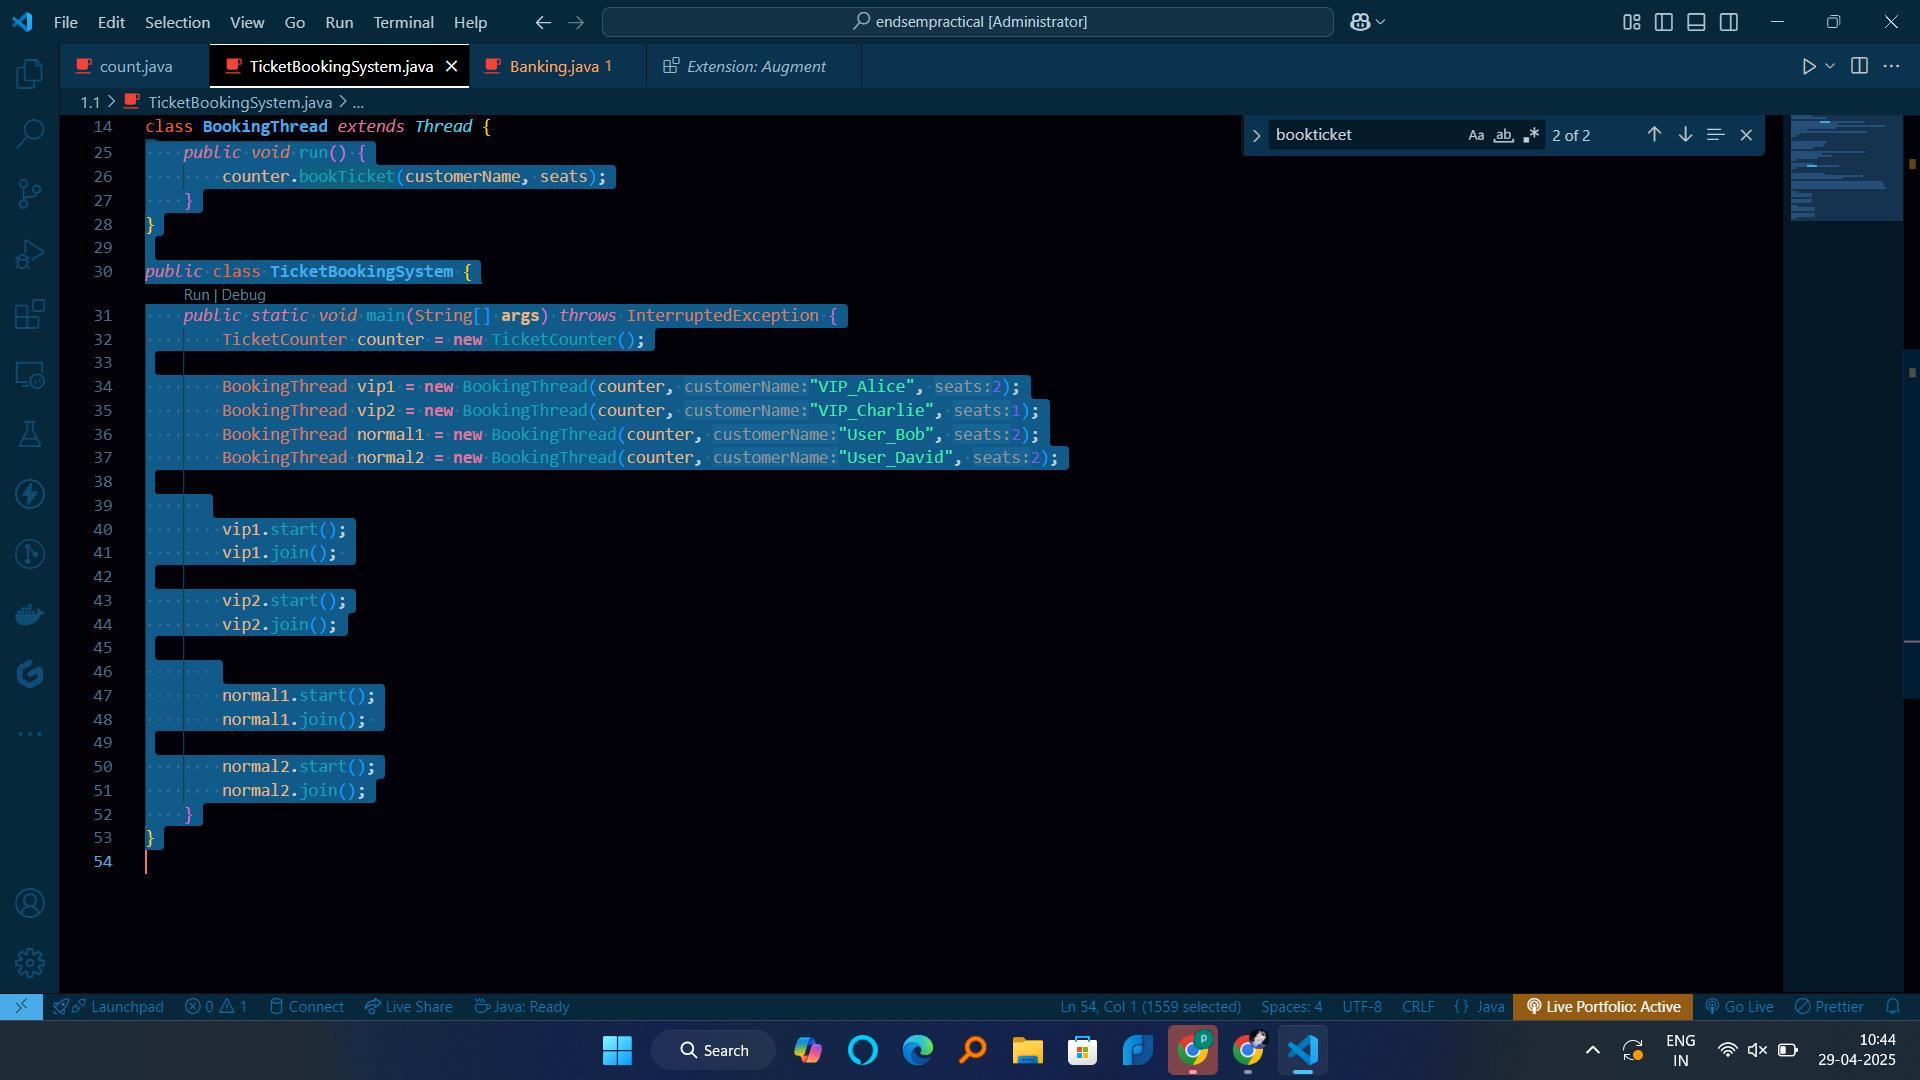 File Edit Selection View Go Run Terminal Help
endsempractical [Administrator]
count.java
TicketBookingSystem.java
Banking.java 1
Extension: Augment
1.1 > TicketBookingSystem.java > ...
bookticket
Aa ab 2 of 2
14 class BookingThread extends Thread {
25 public void run() {
26 counter.bookTicket(customerName, seats);
27 }
28 }
29
30 public class TicketBookingSystem {
Run | Debug
31 public static void main(String[] args) throws InterruptedException {
32 TicketCounter counter = new TicketCounter();
33
34 BookingThread vip1 = new BookingThread(counter, customerName:"VIP_Alice", seats:2);
35 BookingThread vip2 = new BookingThread(counter, customerName:"VIP_Charlie", seats:1);
36 BookingThread normal1 = new BookingThread(counter, customerName:"User_Bob", seats:2);
37 BookingThread normal2 = new BookingThread(counter, customerName:"User_David", seats:2);
38
39
40 vip1.start();
41 vip1.join();
42
43 vip2.start();
44 vip2.join();
45
46
47 normal1.start();
48 normal1.join();
49
50 normal2.start();
51 normal2.join();
52 }
53 }
54
Launchpad 0 1 Connect Live Share Java: Ready
Ln 54, Col 1 (1559 selected) Spaces: 4 UTF-8 CRLF {} Java Live Portfolio: Active Go Live Prettier
Search
ENG
IN
10:44
29-04-2025